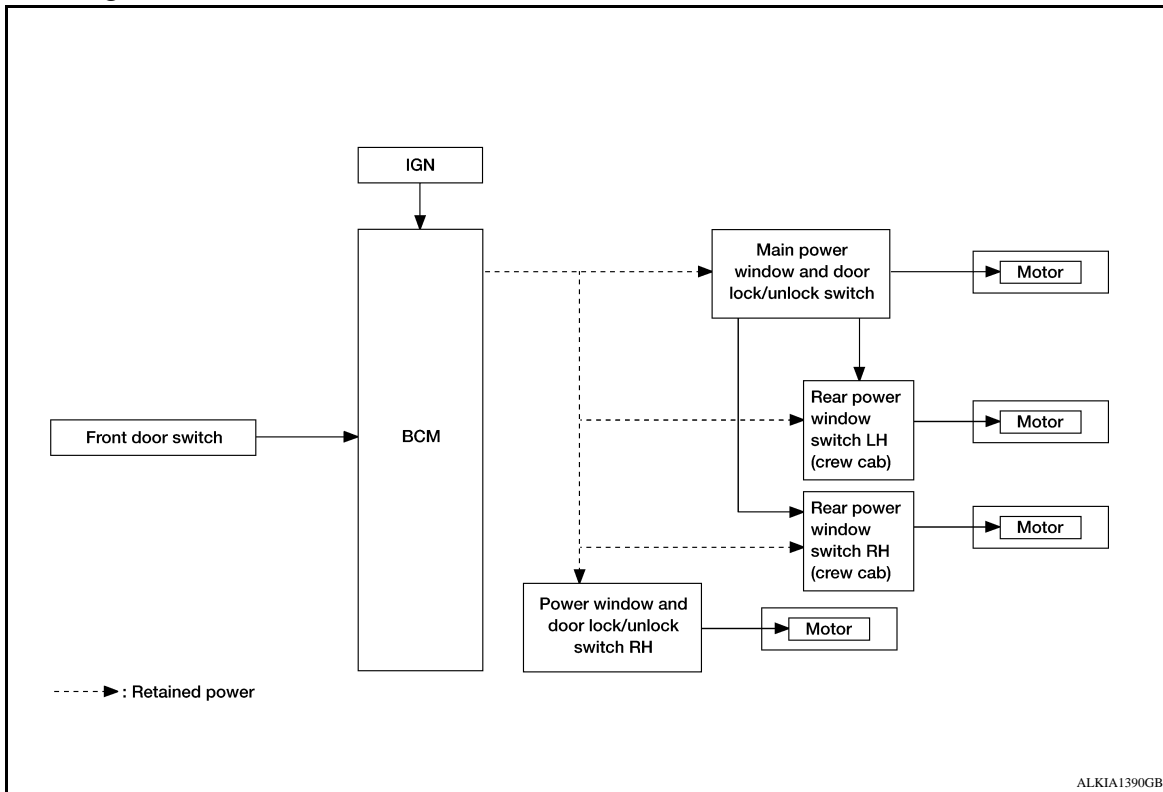 IGN
Main power
window and door
lock/unlock switch
Motor
Rear power
window
switch LH
(crew cab)
Motor
Front door switch
BCM
Rear power
window
switch RH
(crew cab)
Motor
Power window and
door lock/unlock
switch RH
Motor
: Retained power
ALKIA1390GB